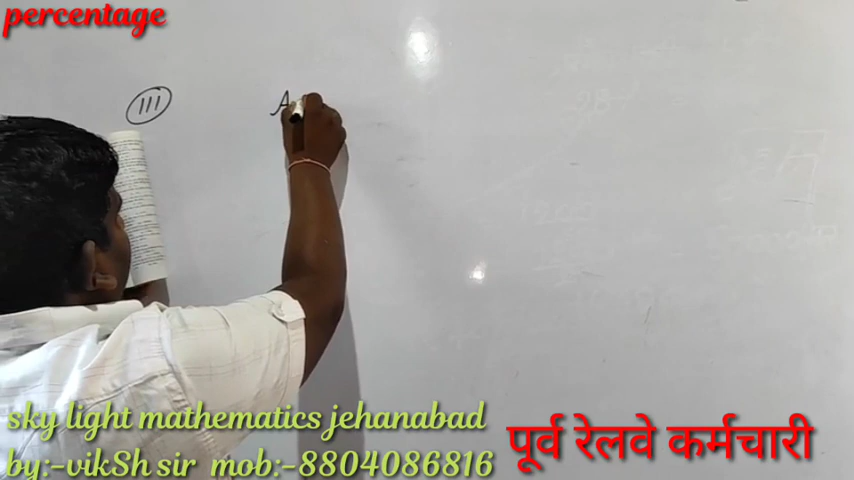 percentage
III
A
sky light mathematics jehanabad
by:-vikSh sir mob:-8804086816
पूर्व रेलवे कर्मचारी